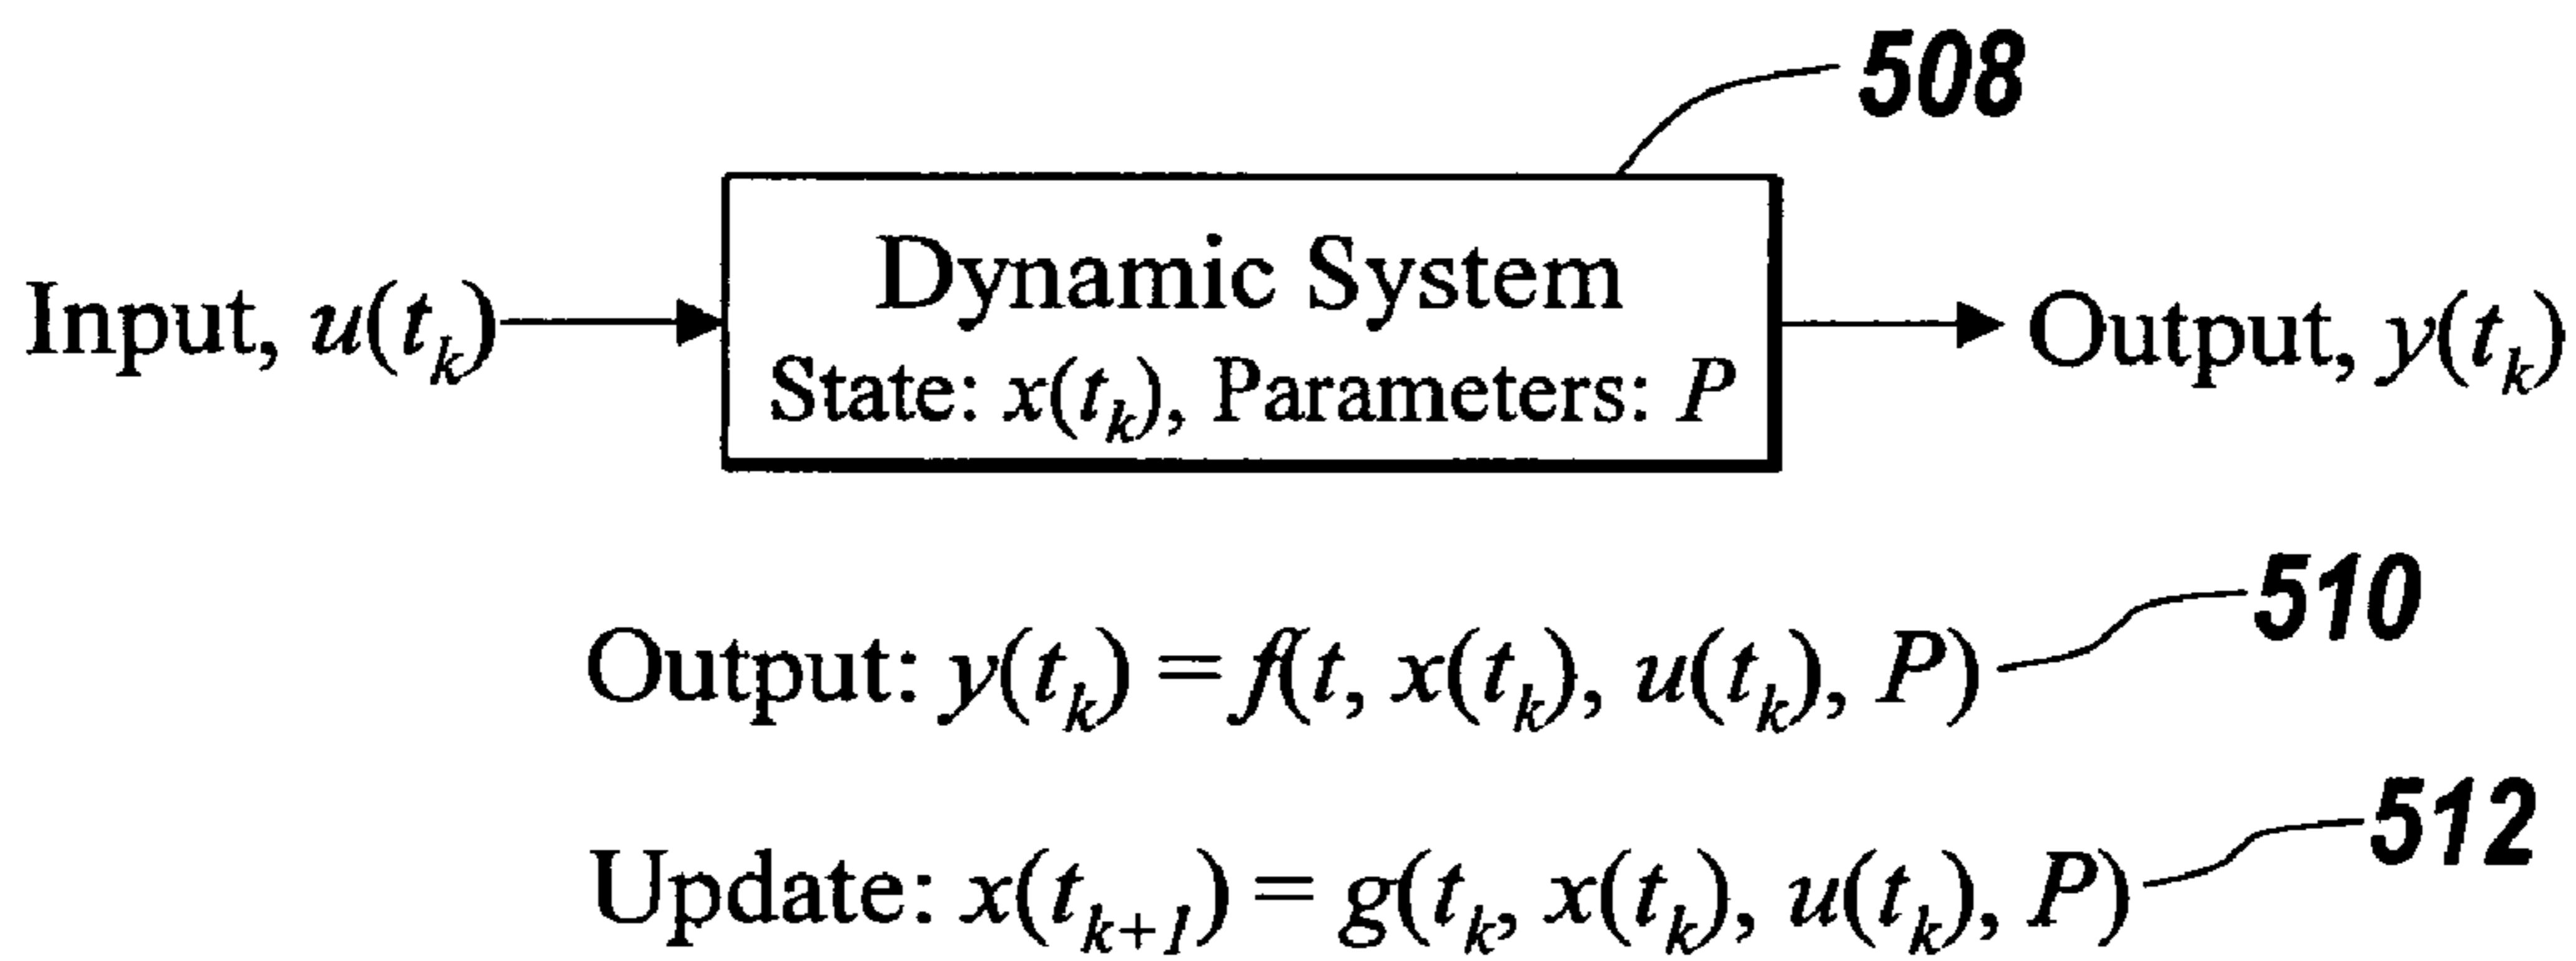 508
Dynamic System
Input, u(t_k)
Output, y(t_k)
State: x(t_k), Parameters: P
510
Output: y(t_k) = f(t, x(t_k), u(t_k), P)
512
Update: x(t_{k+1}) = g(t_k, x(t_k), u(t_k), P)